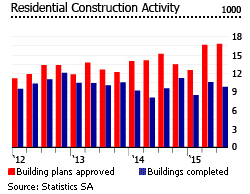 Residential Construction Activity 1000
18
15
12
9
6
3
0
'12 '13 '14 '15
Building plans approved Buildings completed
Source: Statistics SA